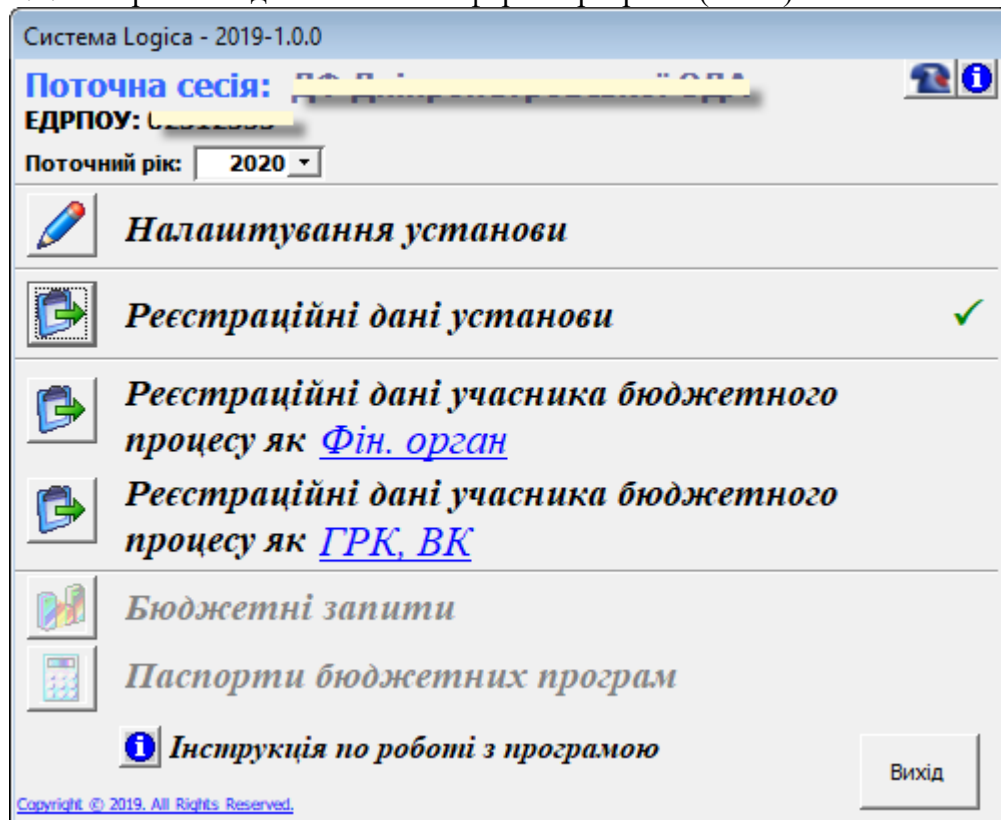 Система Logica - 2019-1.0.0
Поточна сесія:
ЕДРПОУ:
Поточний рік: 2020
Налаштування установи
Реєстраційні дані установи
Реєстраційні дані учасника бюджетного
процесу як Фін. орган
Реєстраційні дані учасника бюджетного
процесу як ГРК, ВК
Бюджетні запити
Паспорти бюджетних програм
Інструкція по роботі з програмою
Вихід
Copyright © 2019. All Rights Reserved.